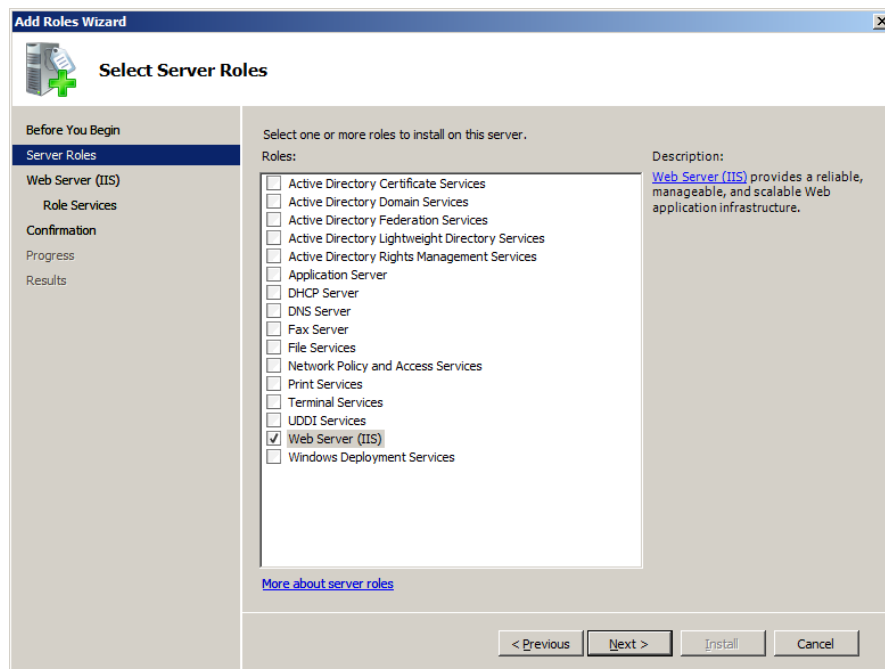 Add Roles Wizard
Select Server Roles
Before You Begin
Server Roles
Web Server (IIS)
Role Services
Confirmation
Progress
Results
Select one or more roles to install on this server.
Roles:
Active Directory Certificate Services
Active Directory Domain Services
Active Directory Federation Services
Active Directory Lightweight Directory Services
Active Directory Rights Management Services
Application Server
DHCP Server
DNS Server
Fax Server
File Services
Network Policy and Access Services
Print Services
Terminal Services
UDDI Services
Web Server (IIS)
Windows Deployment Services
More about server roles
Description:
Web Server (IIS) provides a reliable,
manageable, and scalable Web
application infrastructure.
< Previous
Next >
Install
Cancel